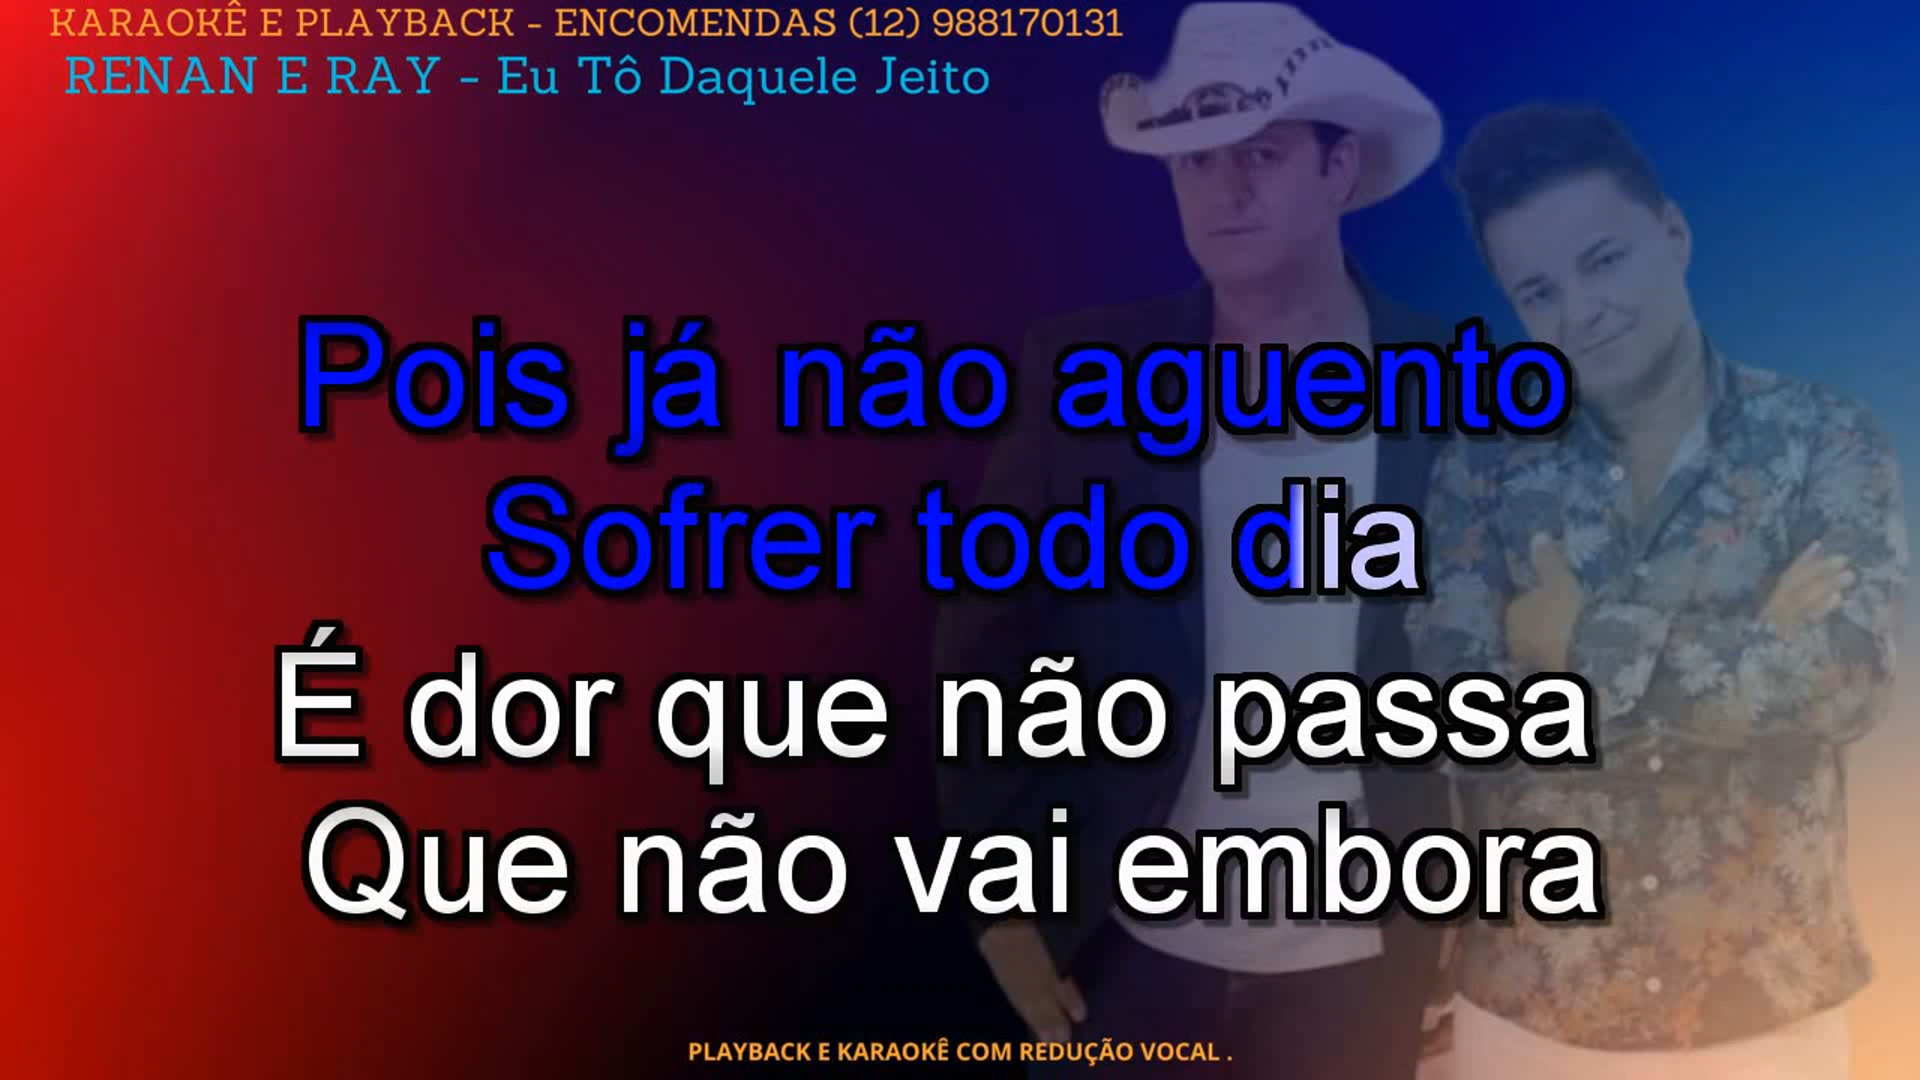 KARAOKÊ E PLAYBACK - ENCOMENDAS (12) 988170131
RENAN E RAY - Eu Tô Daquele Jeito
Pois já não aguento
Sofrer todo dia
É dor que não passa
Que não vai embora
PLAYBACK E KARAOKÊ COM REDUÇÃO VOCAL .